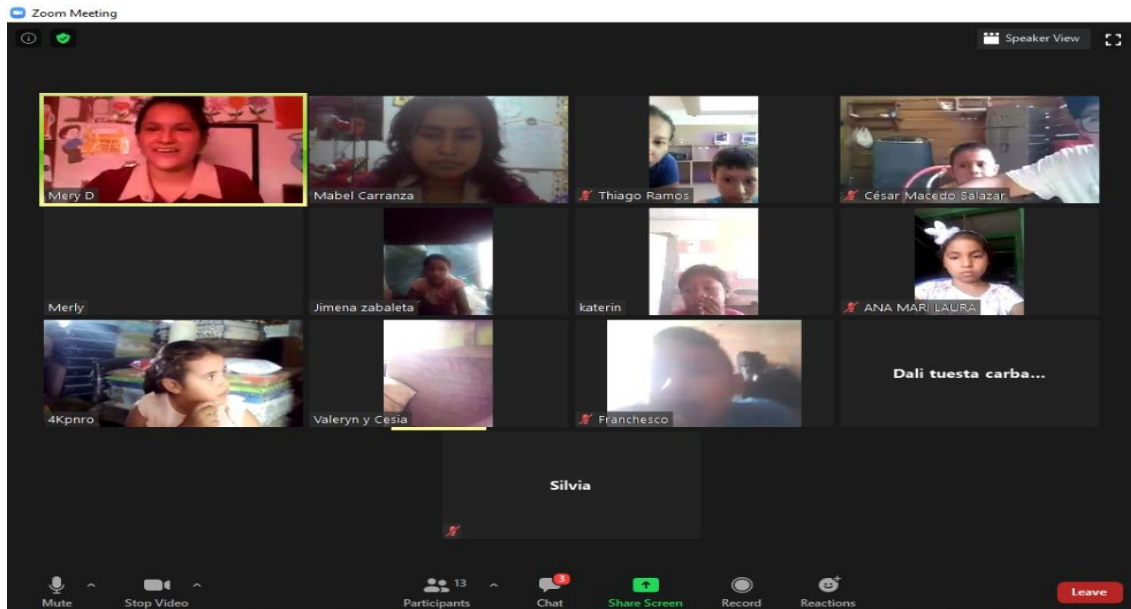 Zoom Meeting
Speaker View
Mery D
Mabel Carranza
Thiago Ramos
César Macedo Salazar
Merly
Jimena zabaleta
katerin
ANA MARI LAURA
4Kpnro
Valeryn y Cesia
Franchesco
Dali tuesta carba...
Silvia
Mute
Stop Video
13
Participants
3
Chat
Share Screen
Record
Reactions
Leave